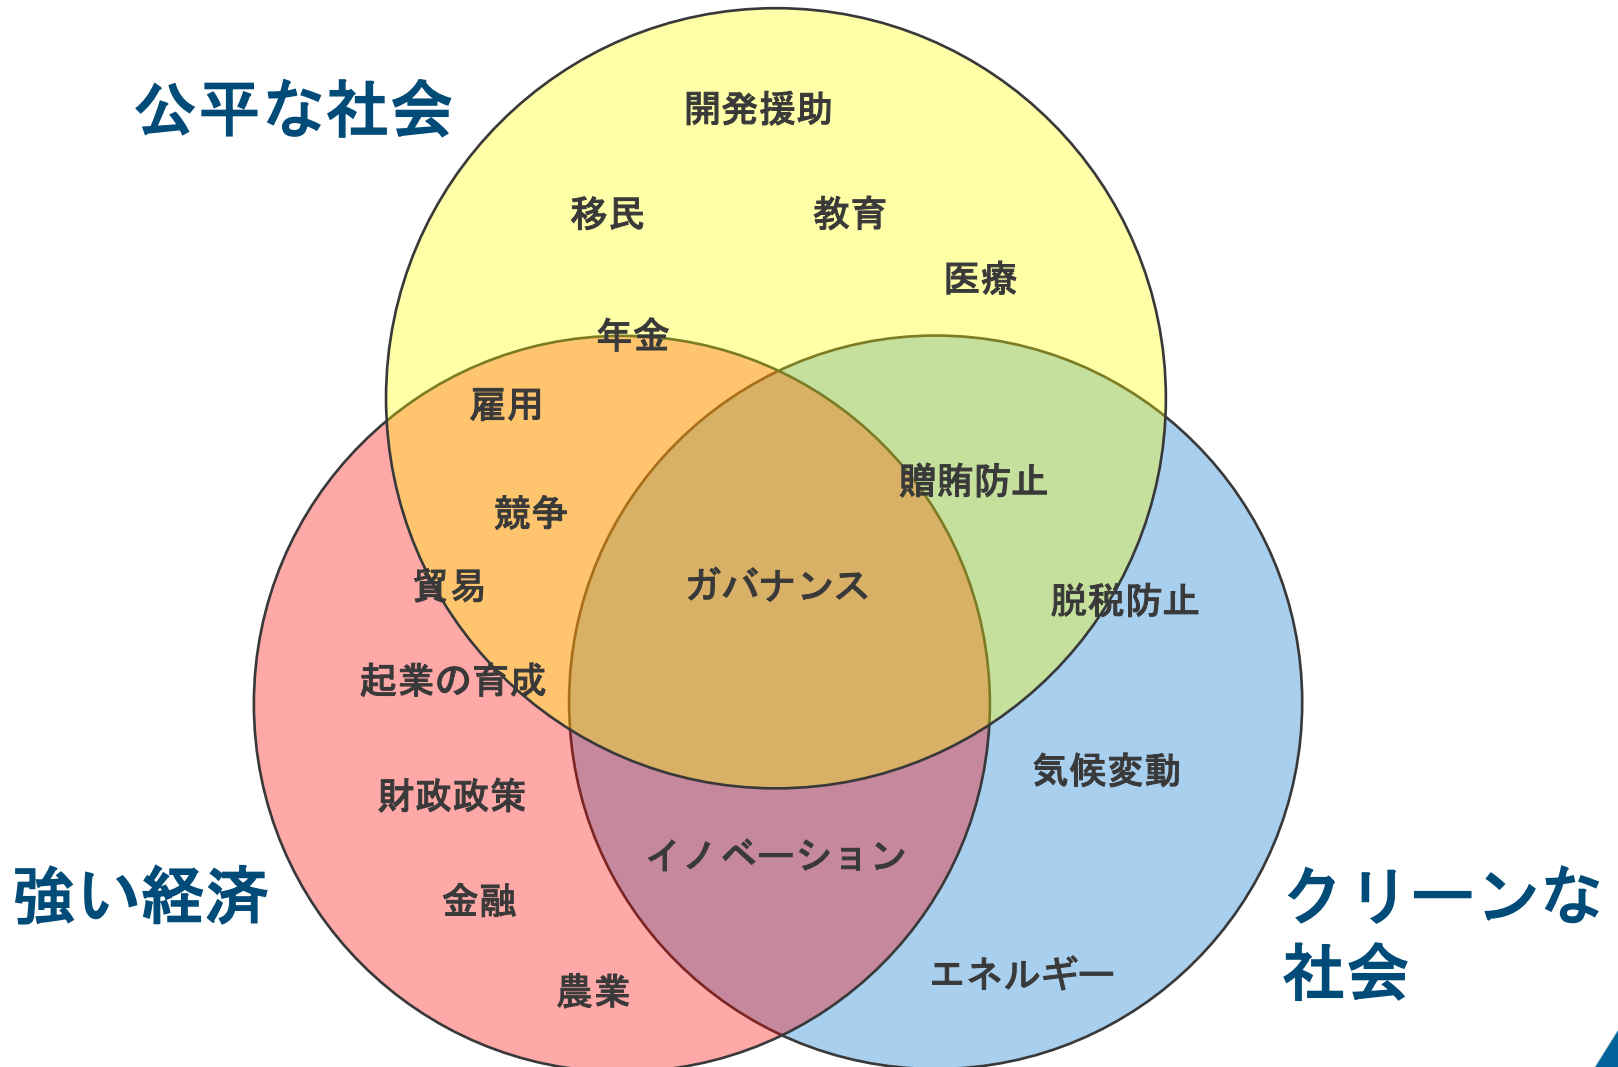 公平な社会
開発援助
移民
教育
医療
年金
雇用
贈賄防止
競争
貿易
ガバナンス
脱税防止
起業の育成
気候変動
財政政策
イノベーション
強い経済
金融
クリーンな
社会
エネルギー
農業